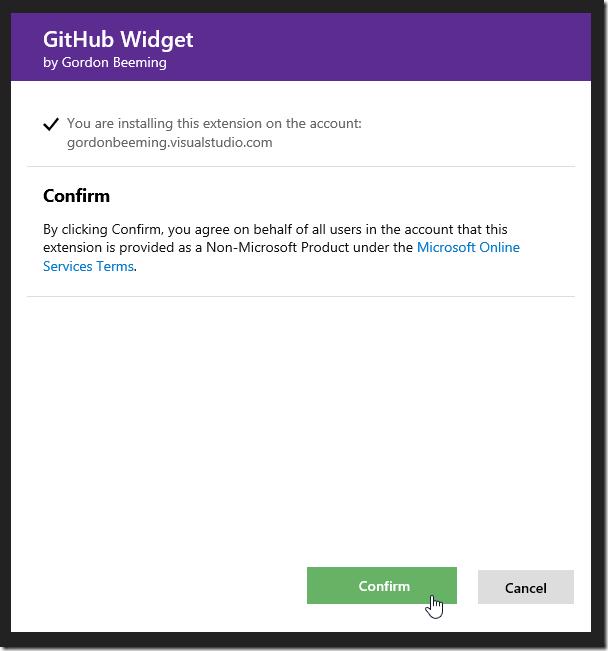 GitHub Widget
by Gordon Beeming
You are installing this extension on the account:
gordonbeeming.visualstudio.com
Confirm
By clicking Confirm, you agree on behalf of all users in the account that this
extension is provided as a Non-Microsoft Product under the Microsoft Online
Services Terms.
Confirm
Cancel